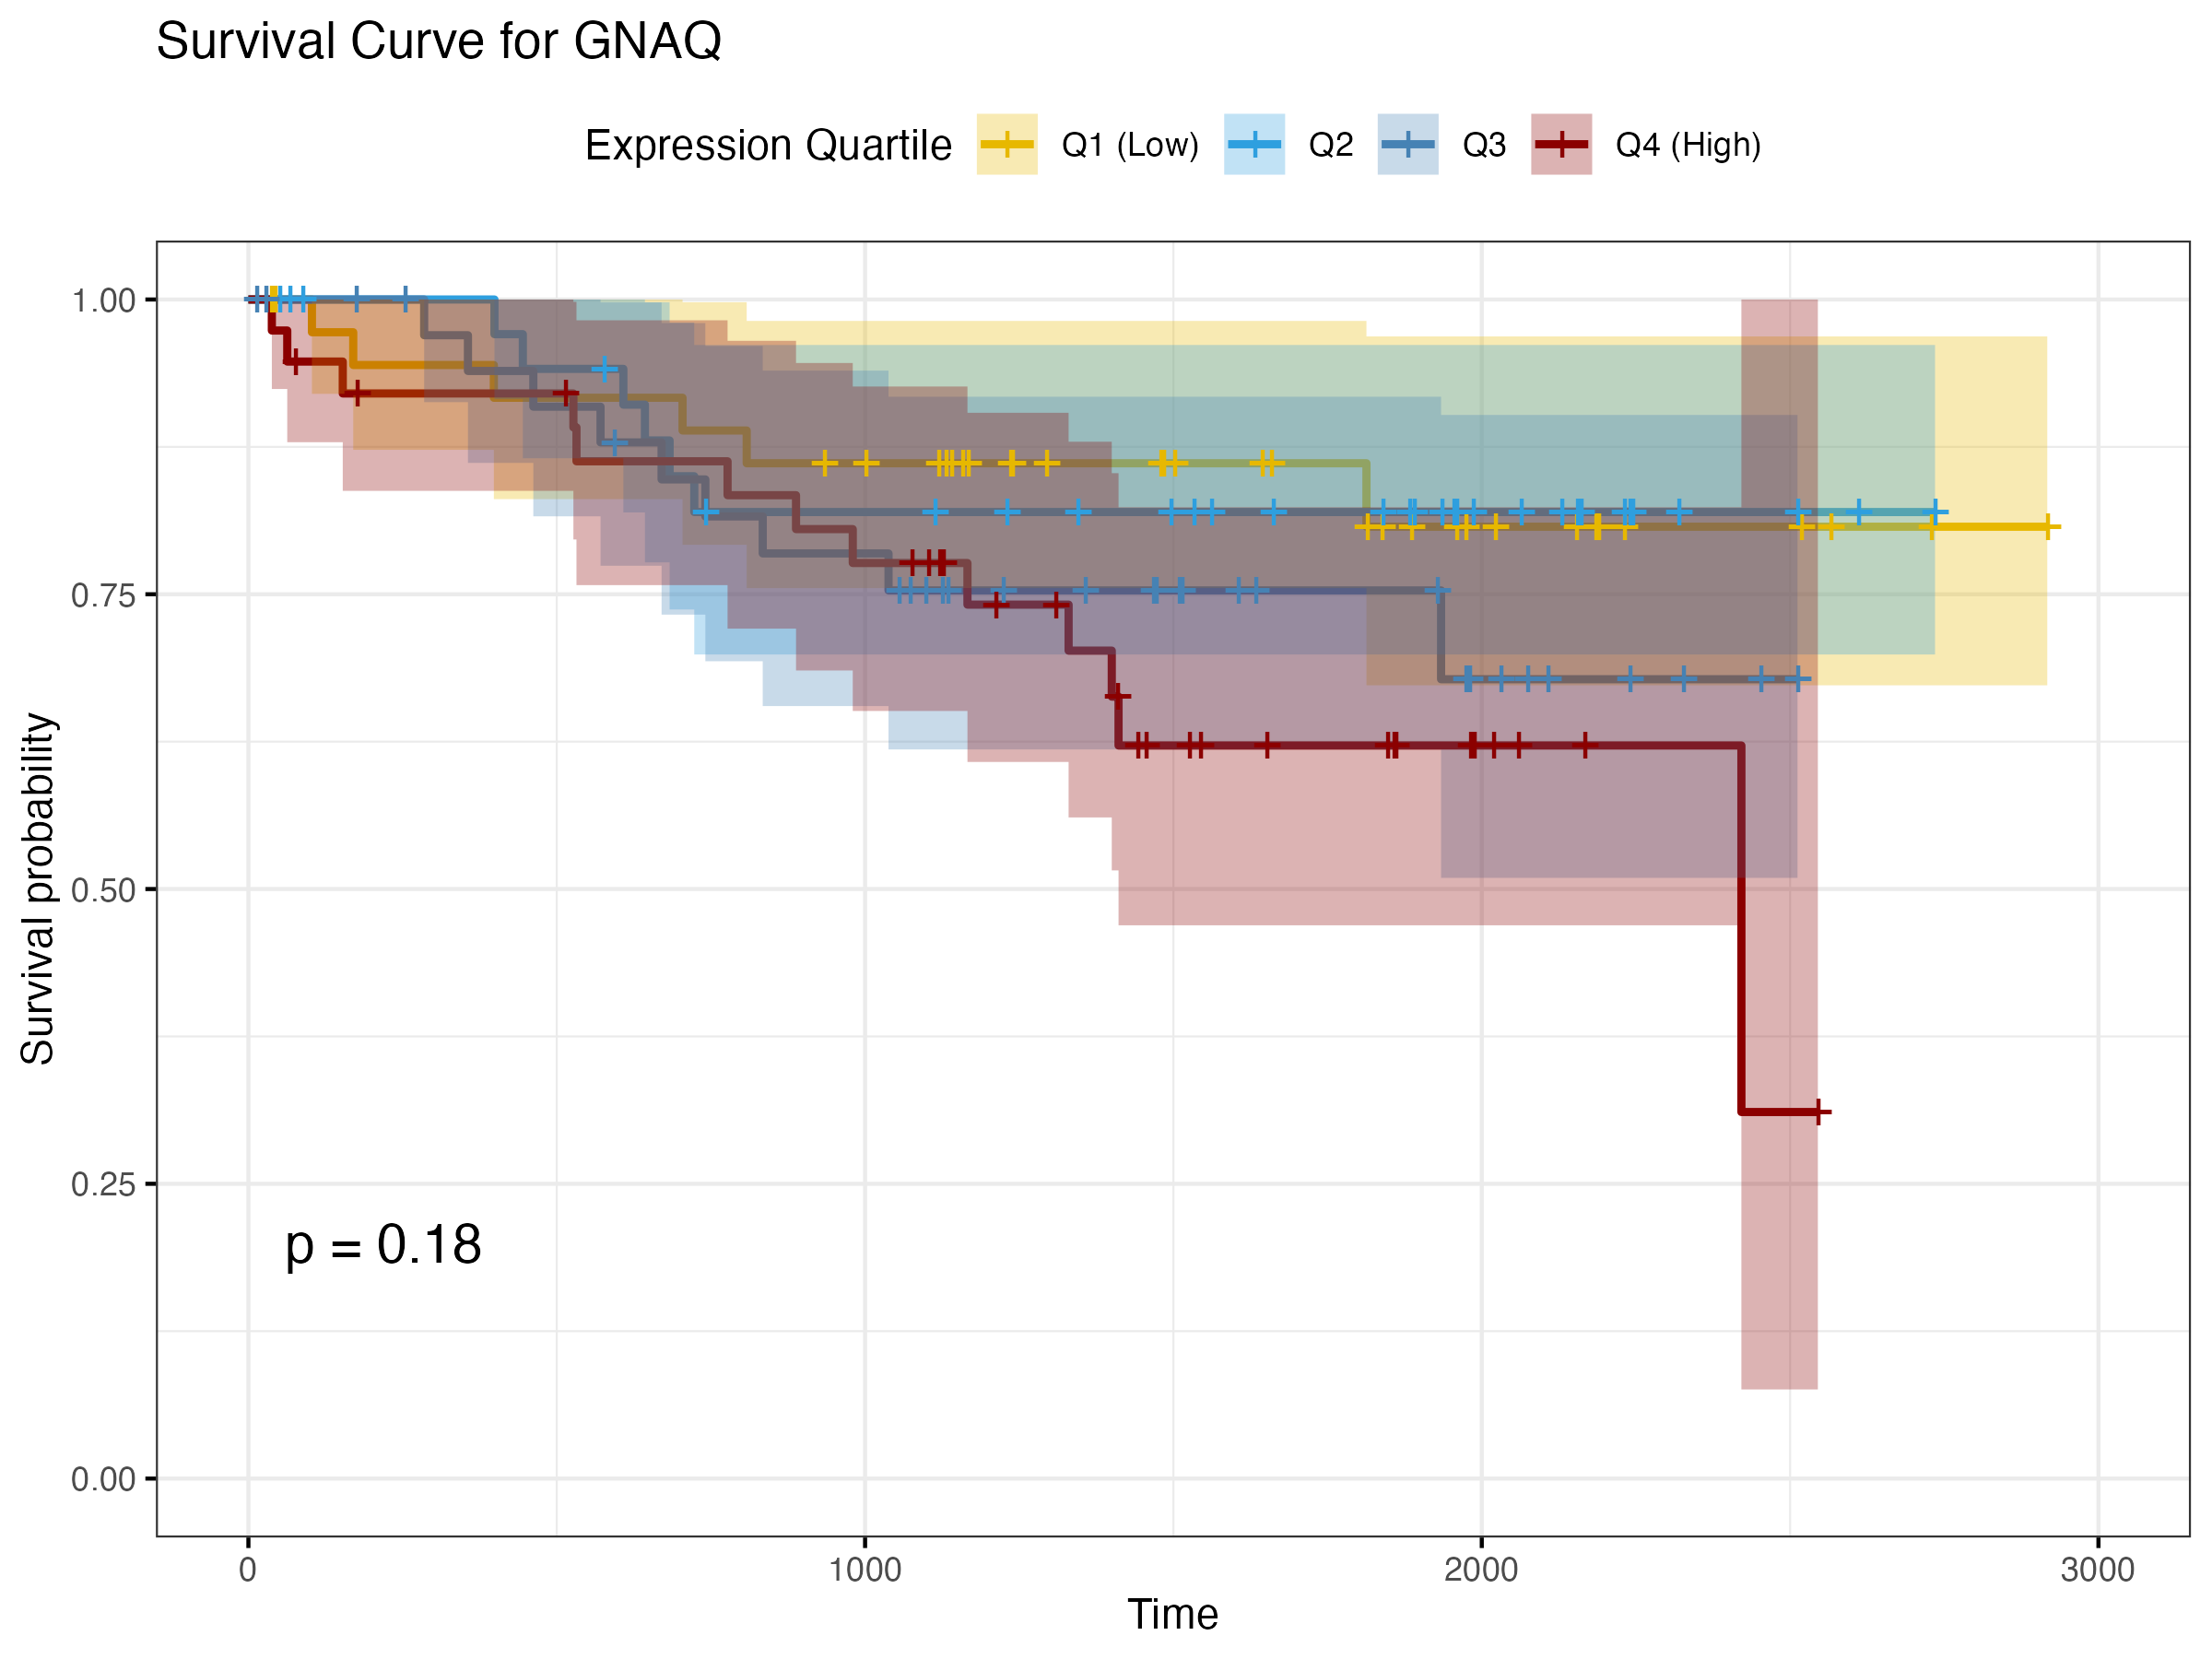 Survival Curve for GNAQ
Expression Quartile Q1 (Low) Q2 Q3 Q4 (High)
1.00
0.75
0.50
0.25
0.00
Survival probability
p = 0.18
0 1000 2000 3000
Time